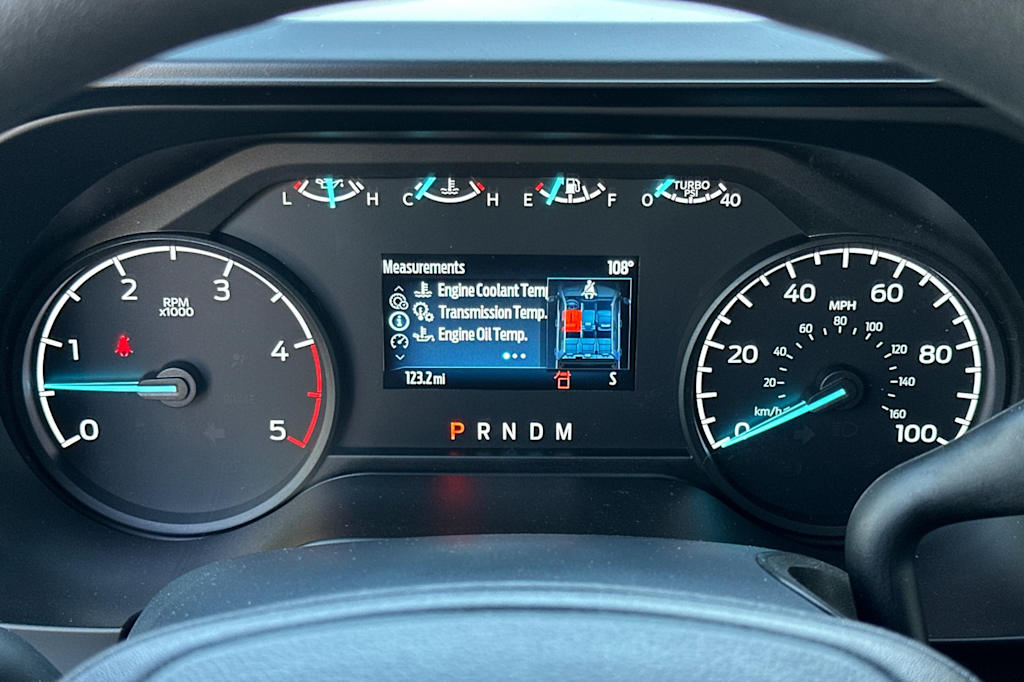 L H C H E F 0 TURBO PSI 40
Measurements 108°
Engine Coolant Tem
Transmission Temp.
Engine Oil Temp.
123.2 mi S
P R N D M
0 1 2 3 4 5
RPM
x1000
0 20 40 60 80 100
MPH
20 40 60 80 100 120 140 160
km/h